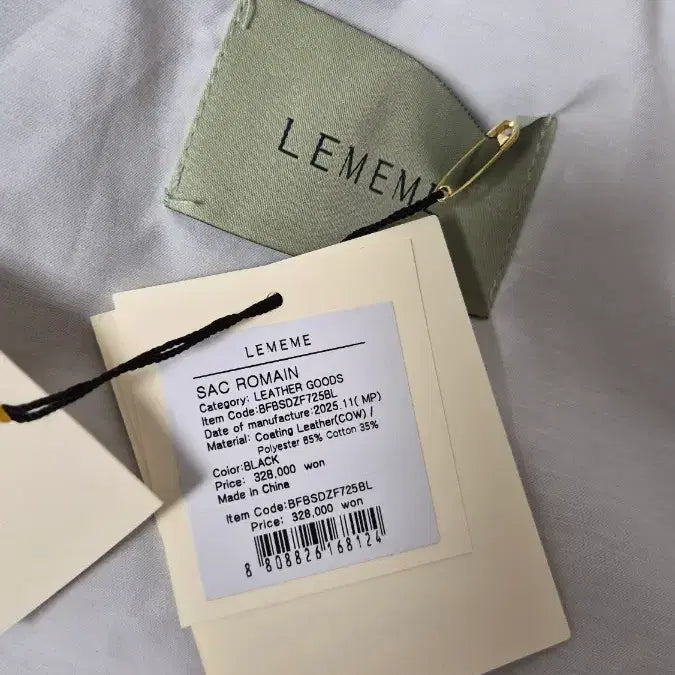 LEMEME
LEMEME
SAC ROMAIN
Category: LEATHER GOODS
Item Code:BFBSDZF725BL
Date of manufacture:2025.11( MP)
Material: Coating Leather(COW) /
Polyester 65% Cotton 35%
Color:BLACK
Price: 328,000 won
Made in China
Item Code:BFBSDZF725BL
Price: 328,000 won
8 808826 168124